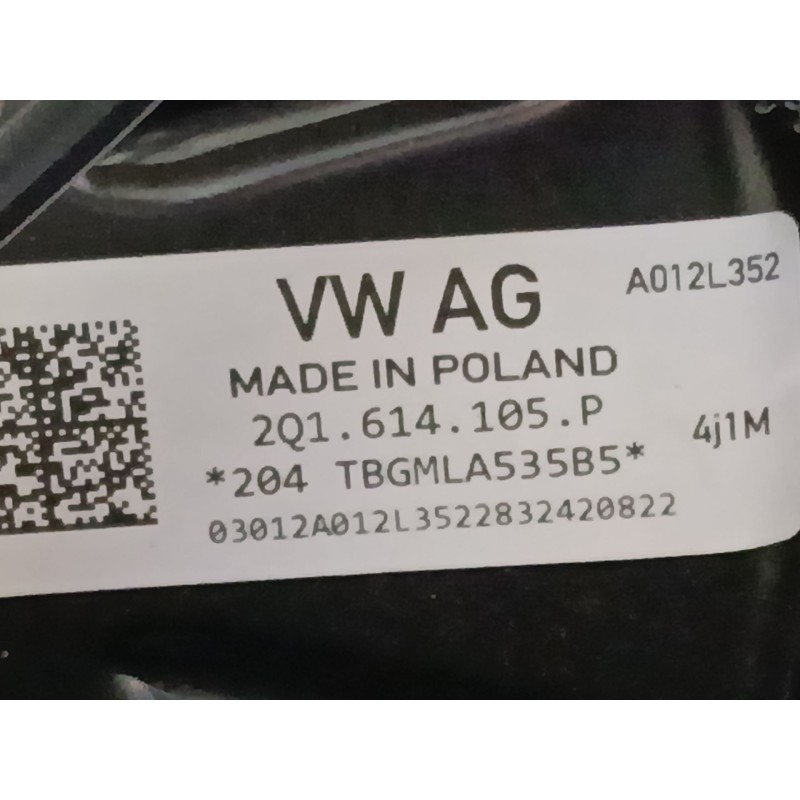 VW AG
A012L352
MADE IN POLAND
2Q1.614.105.P
4j1M
*204 TBGMLA535B5*
03012A012L3522832420822